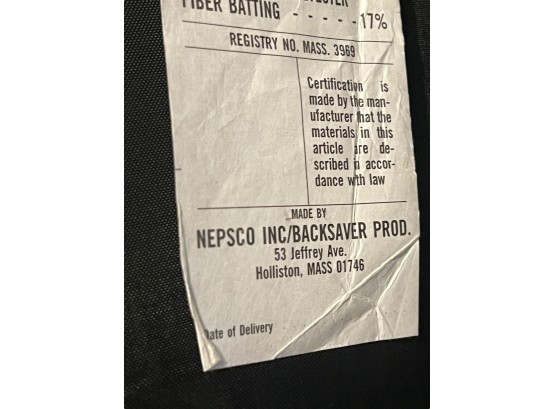 FIBER BATTING - - - - - 17%
REGISTRY NO. MASS. 3969
Certification is
made by the man-
ufacturer that the
materials in this
article are de-
scribed in accor-
dance with law
MADE BY
NEPSCO INC/BACKSAVER PROD.
53 Jeffrey Ave.
Holliston, MASS 01746
Date of Delivery